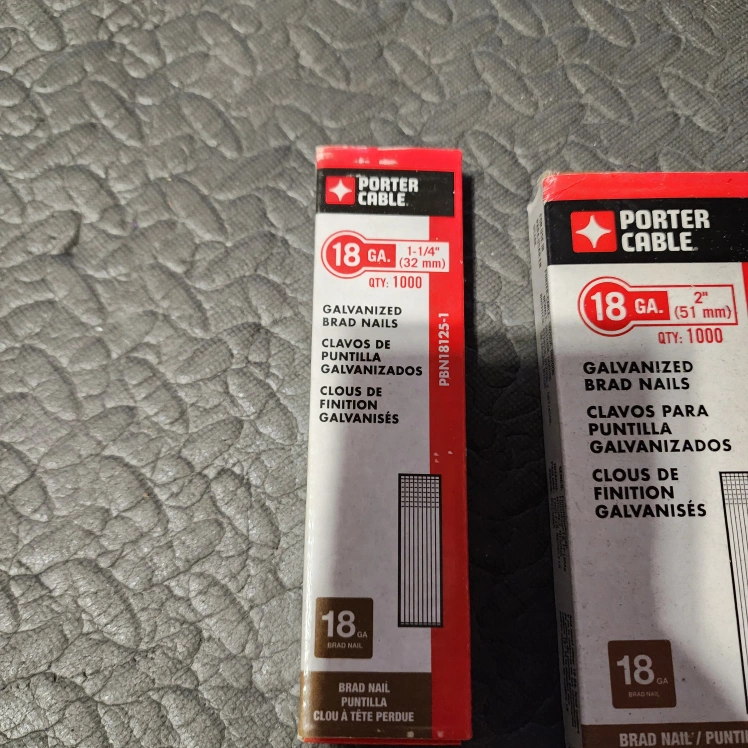 PORTER
CABLE
18 GA. 1-1/4"
(32 mm)
QTY: 1000
GALVANIZED
BRAD NAILS
CLAVOS DE
PUNTILLA
GALVANIZADOS
CLOUS DE
FINITION
GALVANISÉS
PBN18125-1
18 GA
BRAD NAIL
BRAD NAIL
PUNTILLA
CLOU À TÊTE PERDUE
PORTER
CABLE
18 GA. 2"
(51 mm)
QTY: 1000
GALVANIZED
BRAD NAILS
CLAVOS PARA
PUNTILLA
GALVANIZADOS
CLOUS DE
FINITION
GALVANISÉS
18 GA
BRAD NAIL
BRAD NAIL / PUNTI